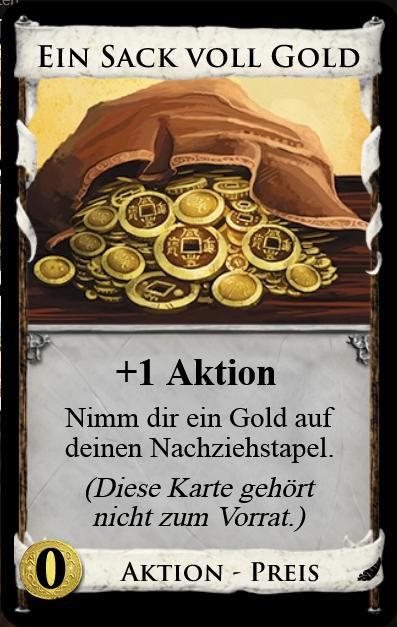 EIN SACK VOLL GOLD
+1 Aktion
Nimm dir ein Gold auf
deinen Nachziehstapel.
(Diese Karte gehört
nicht zum Vorrat.)
0
AKTION - PREIS